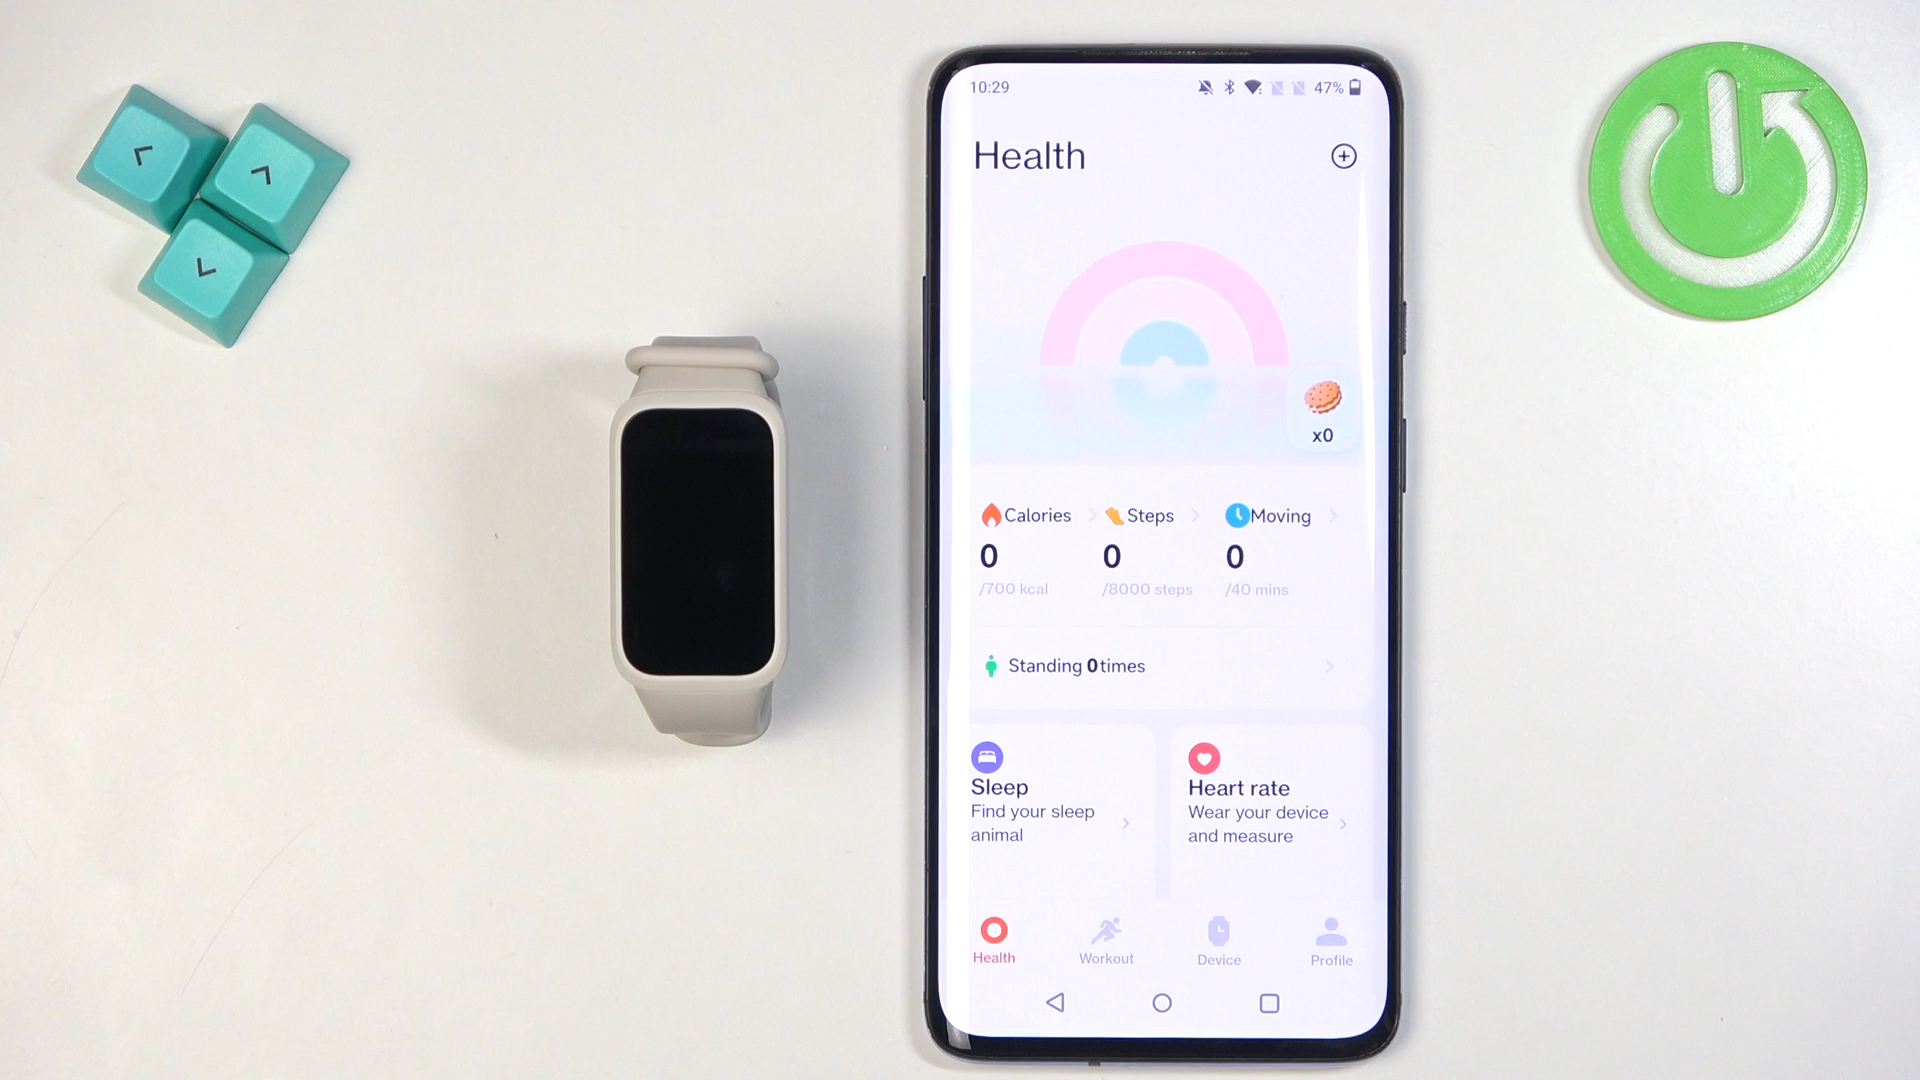 10:29
47%
Health
x0
Calories
Steps
Moving
0
0
0
/700 kcal
/8000 steps
/40 mins
Standing 0 times
Sleep
Find your sleep
animal
Heart rate
Wear your device
and measure
Health
Workout
Device
Profile